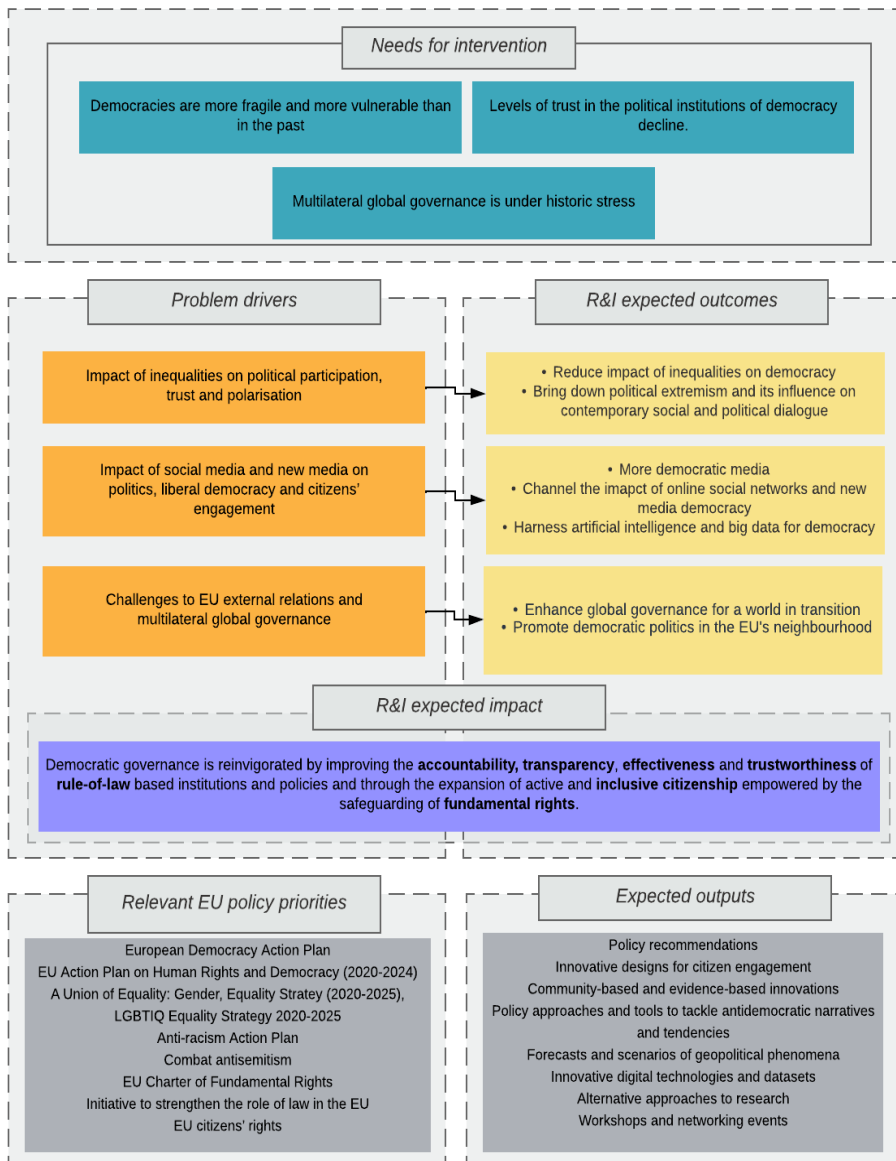 Needs for intervention
Democracies are more fragile and more vulnerable than
in the past
Levels of trust in the political institutions of democracy
decline.
Multilateral global governance is under historic stress
Problem drivers
Impact of inequalities on political participation,
trust and polarisation
Impact of social media and new media on
politics, liberal democracy and citizens'
engagement
Challenges to EU external relations and
multilateral global governance
R&I expected outcomes
• Reduce impact of inequalities on democracy
• Bring down political extremism and its influence on
contemporary social and political dialogue
• More democratic media
• Channel the imapct of online social networks and new
media democracy
• Harness artificial intelligence and big data for democracy
• Enhance global governance for a world in transition
• Promote democratic politics in the EU's neighbourhood
R&I expected impact
Democratic governance is reinvigorated by improving the accountability, transparency, effectiveness and trustworthiness of
rule-of-law based institutions and policies and through the expansion of active and inclusive citizenship empowered by the
safeguarding of fundamental rights.
Relevant EU policy priorities
European Democracy Action Plan
EU Action Plan on Human Rights and Democracy (2020-2024)
A Union of Equality: Gender, Equality Stratey (2020-2025),
LGBTIQ Equality Strategy 2020-2025
Anti-racism Action Plan
Combat antisemitism
EU Charter of Fundamental Rights
Initiative to strengthen the role of law in the EU
EU citizens' rights
Expected outputs
Policy recommendations
Innovative designs for citizen engagement
Community-based and evidence-based innovations
Policy approaches and tools to tackle antidemocratic narratives
and tendencies
Forecasts and scenarios of geopolitical phenomena
Innovative digital technologies and datasets
Alternative approaches to research
Workshops and networking events